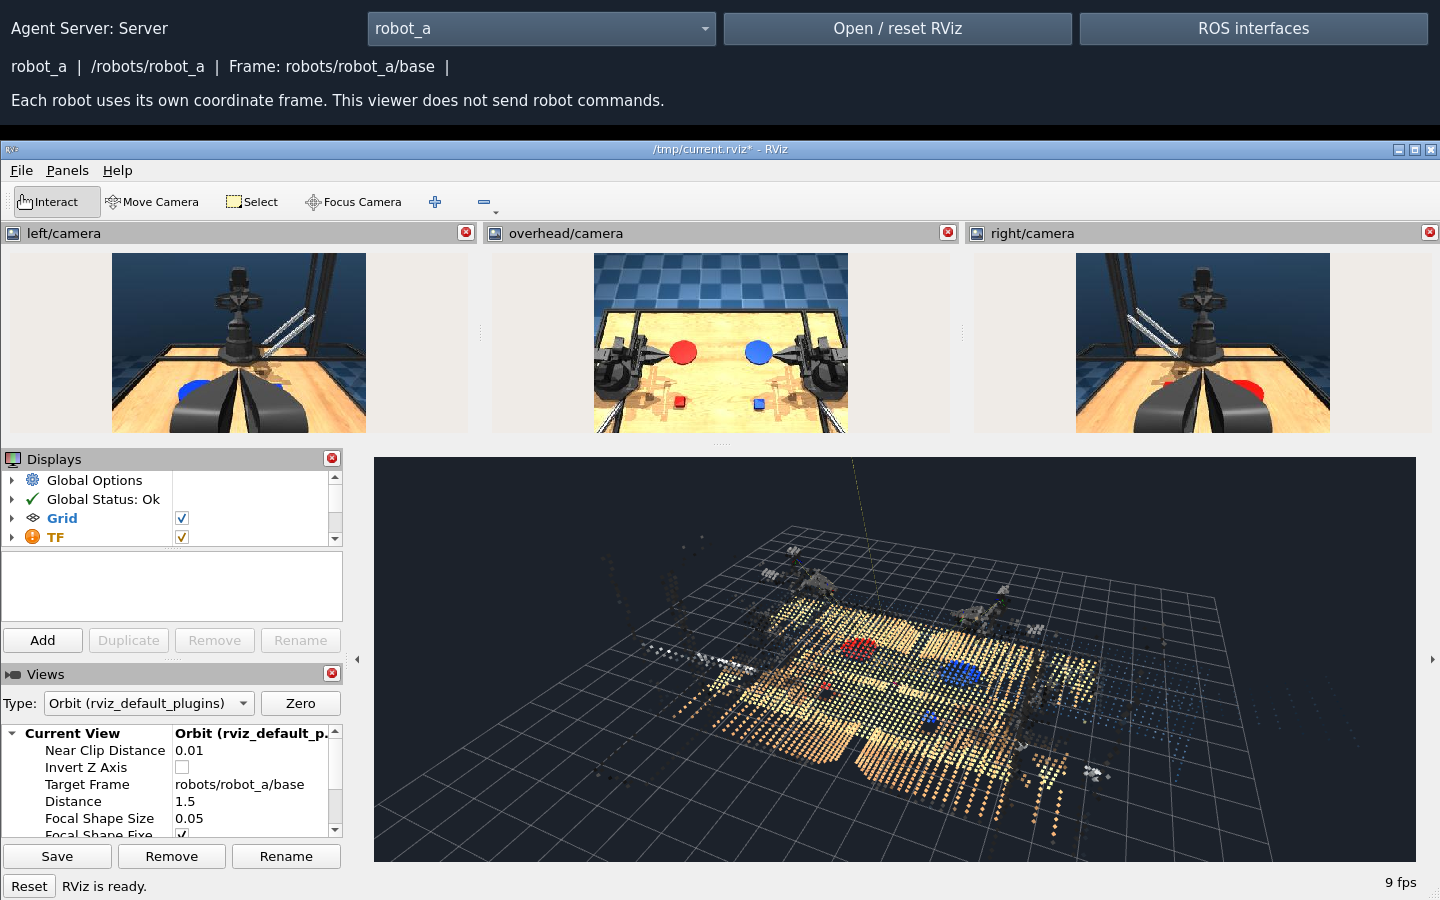 Agent Server: Server
robot_a
Open / reset RViz
ROS interfaces
robot_a | /robots/robot_a | Frame: robots/robot_a/base |
Each robot uses its own coordinate frame. This viewer does not send robot commands.
RViz
/tmp/current.rviz* - RViz
File Panels Help
Interact
Move Camera
Select
Focus Camera
left/camera
overhead/camera
right/camera
Displays
Global Options
Global Status: Ok
Grid
TF
Add
Duplicate
Remove
Rename
Views
Type:
Orbit (rviz_default_plugins)
Zero
Current View Orbit (rviz_default_p...
Near Clip Distance 0.01
Invert Z Axis
Target Frame robots/robot_a/base
Distance 1.5
Focal Shape Size 0.05
Focal Shape Fixe
Save
Remove
Rename
Reset
RViz is ready.
9 fps